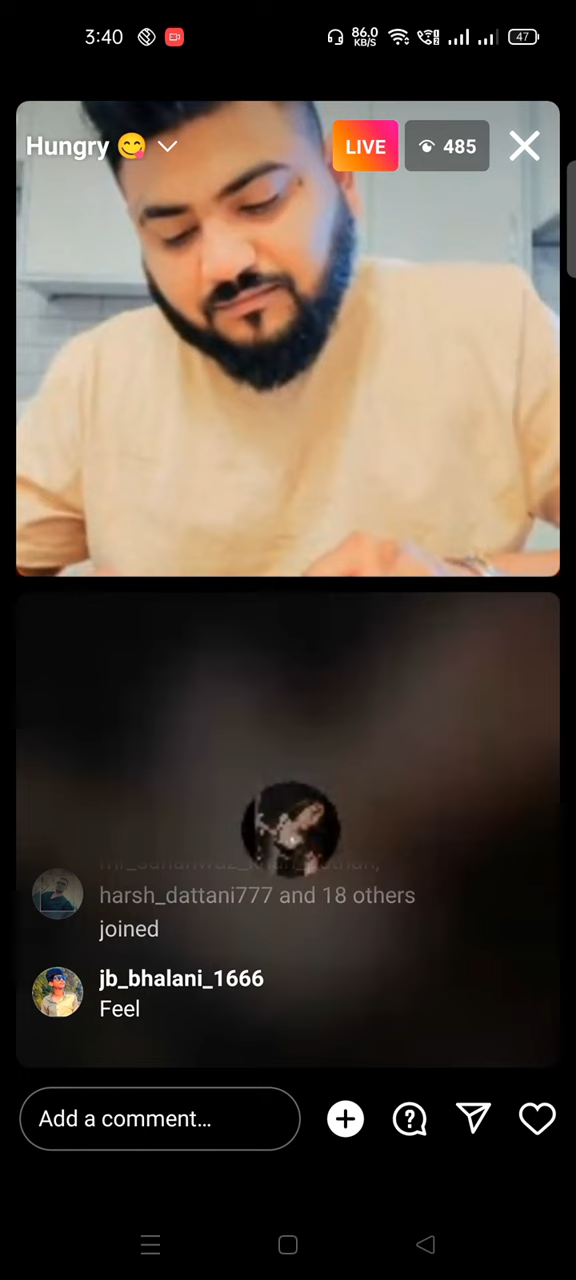 3:40
86.0
KB/S
47
Hungry 😋
LIVE
485
harsh_dattani777 and 18 others
joined
jb_bhalani_1666
Feel
Add a comment...